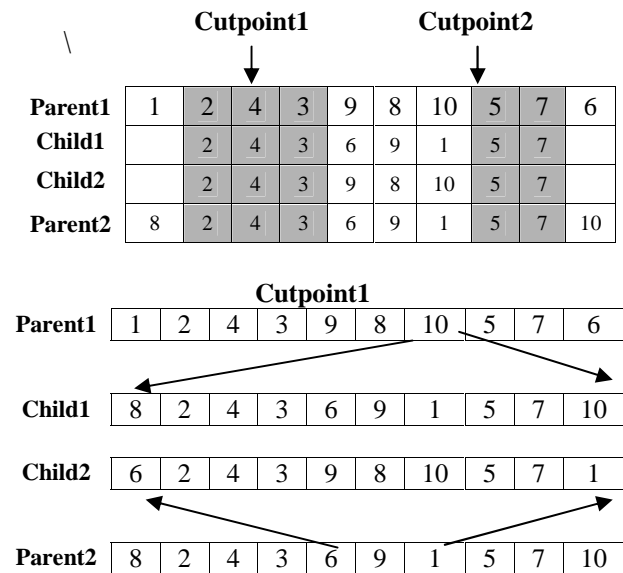 Cutpoint1 Cutpoint2
\
Parent1 1 2 4 3 9 8 10 5 7 6
Child1 2 4 3 6 9 1 5 7
Child2 2 4 3 9 8 10 5 7
Parent2 8 2 4 3 6 9 1 5 7 10
Cutpoint1
Parent1 1 2 4 3 9 8 10 5 7 6
Child1 8 2 4 3 6 9 1 5 7 10
Child2 6 2 4 3 9 8 10 5 7 1
Parent2 8 2 4 3 6 9 1 5 7 10